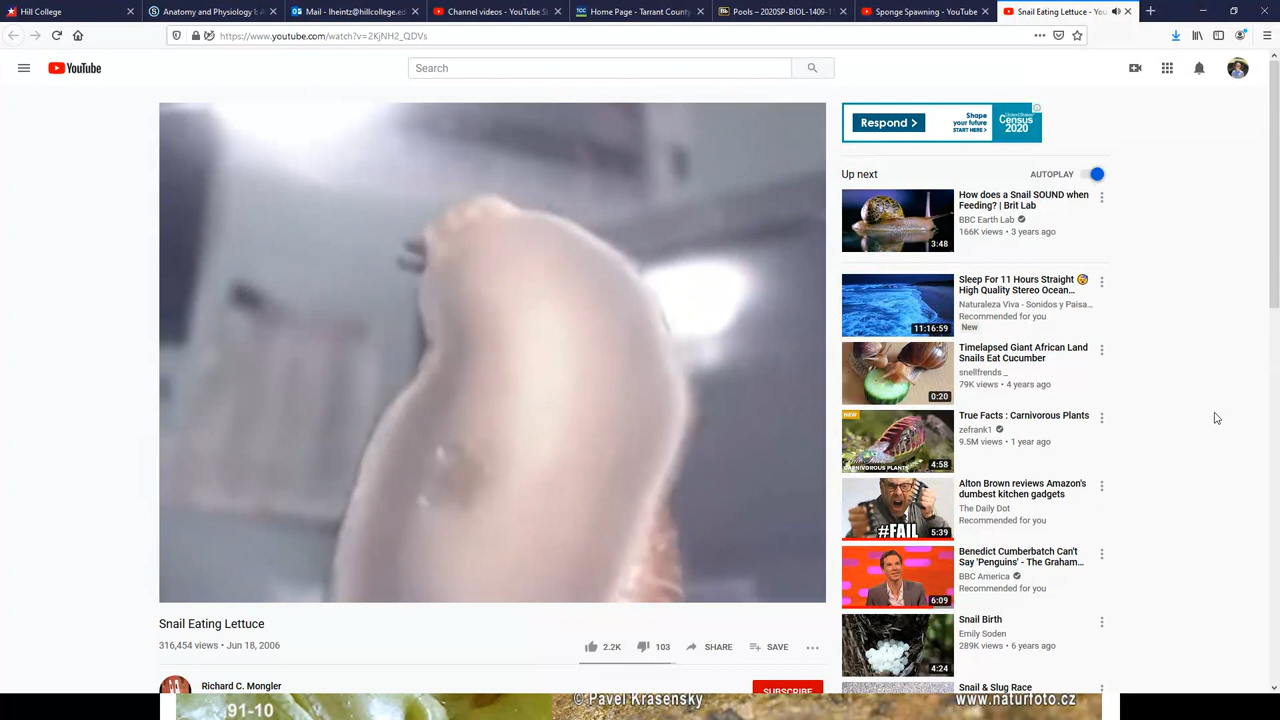 Hill College
Anatomy and Physiology I: A
Mail - lheintz@hillcollege.ed
Channel videos - YouTube St
Home Page - Tarrant County
Pools – 2020SP-BIOL-1409-11
Sponge Spawning - YouTube
Snail Eating Lettuce - You
https://www.youtube.com/watch?v=2KjNH2_QDVs
YouTube
Search
Respond >
Shape
your future
START HERE >
United States®
Census
2020
Up next
AUTOPLAY
How does a Snail SOUND when
Feeding? | Brit Lab
BBC Earth Lab
166K views • 3 years ago
3:48
Sleep For 11 Hours Straight 😴
High Quality Stereo Ocean...
Naturaleza Viva - Sonidos y Paisa...
Recommended for you
New
11:16:59
Timelapsed Giant African Land
Snails Eat Cucumber
snellfrends _
79K views • 4 years ago
0:20
True Facts : Carnivorous Plants
zefrank1
9.5M views • 1 year ago
NEW
CARNIVOROUS PLANTS
4:58
Alton Brown reviews Amazon's
dumbest kitchen gadgets
The Daily Dot
Recommended for you
#FAIL
5:39
Benedict Cumberbatch Can't
Say 'Penguins' - The Graham...
BBC America
Recommended for you
6:09
Snail Birth
Emily Soden
289K views • 6 years ago
4:24
Snail & Slug Race
Snail Eating Lettuce
316,454 views • Jun 18, 2006
2.2K
103
SHARE
SAVE
Richard C. Mongler
SUBSCRIBE
91-10
© Pavel Krasensky
www.naturfoto.cz